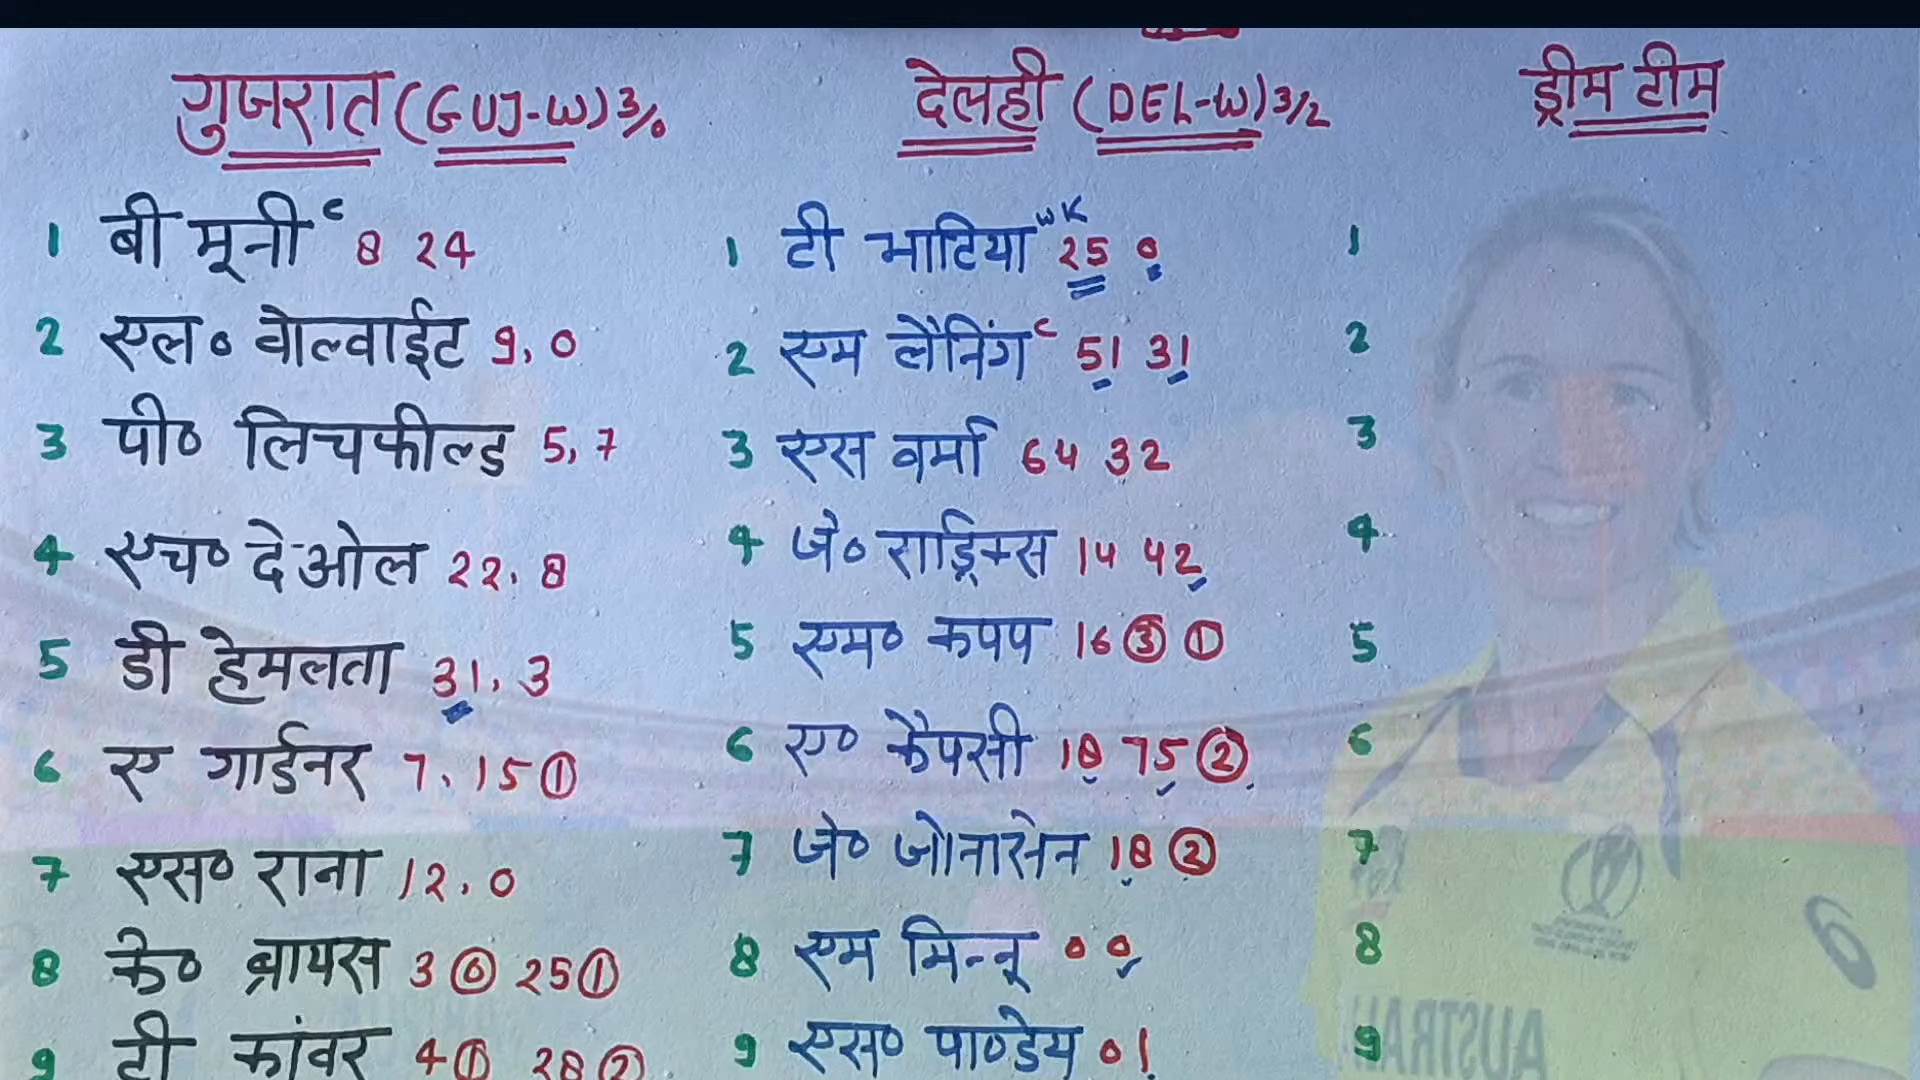 गुजरात (GUJ-W) 3/0
1 बी मूनी c 8 24
2 एल० वोल्वाईट 9, 0
3 पी० लिचफील्ड 5, 7
4 एच० देओल 22, 8
5 डी हेमलता 31, 3
6 ए गार्डनर 7, 15 ①
7 एस० राना 12, 0
8 के० ब्रायस 3 ⓪ 25 ①
9 टी कांवर 4 ① 28 ②
देलही (DEL-W) 3/2
1 टी भाटिया WK 25 0
2 एम लैनिंग c 51 31
3 एस वर्मा 64 32
4 जे० राड्रिक्स 14 42
5 एम० कपप 16 ③ ①
6 ए० कैपसी 18 75 ②
7 जे० जोनासेन 18 ②
8 एम मिन्नू 0 0
9 एस० पाण्डेय 0 1
ड्रीम टीम
1
2
3
4
5
6
7
8
9
AUSTRAL
6